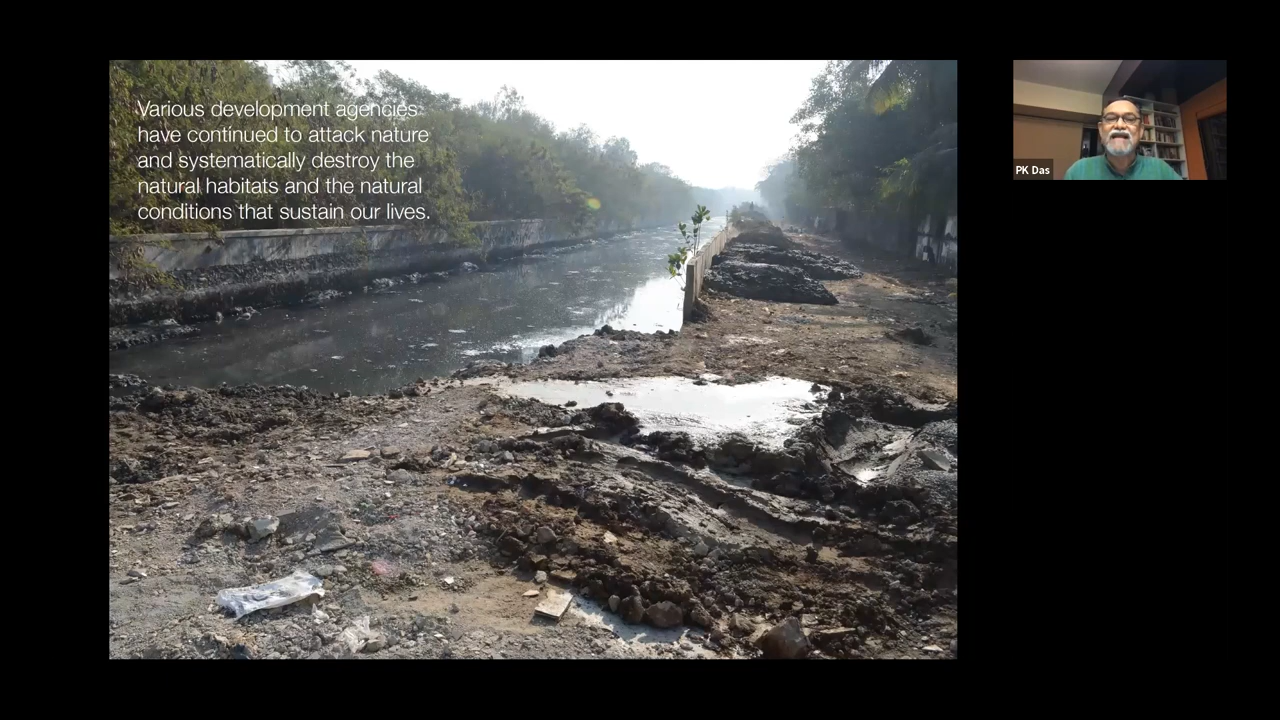 Various development agencies
have continued to attack nature
and systematically destroy the
natural habitats and the natural
conditions that sustain our lives.
PK Das